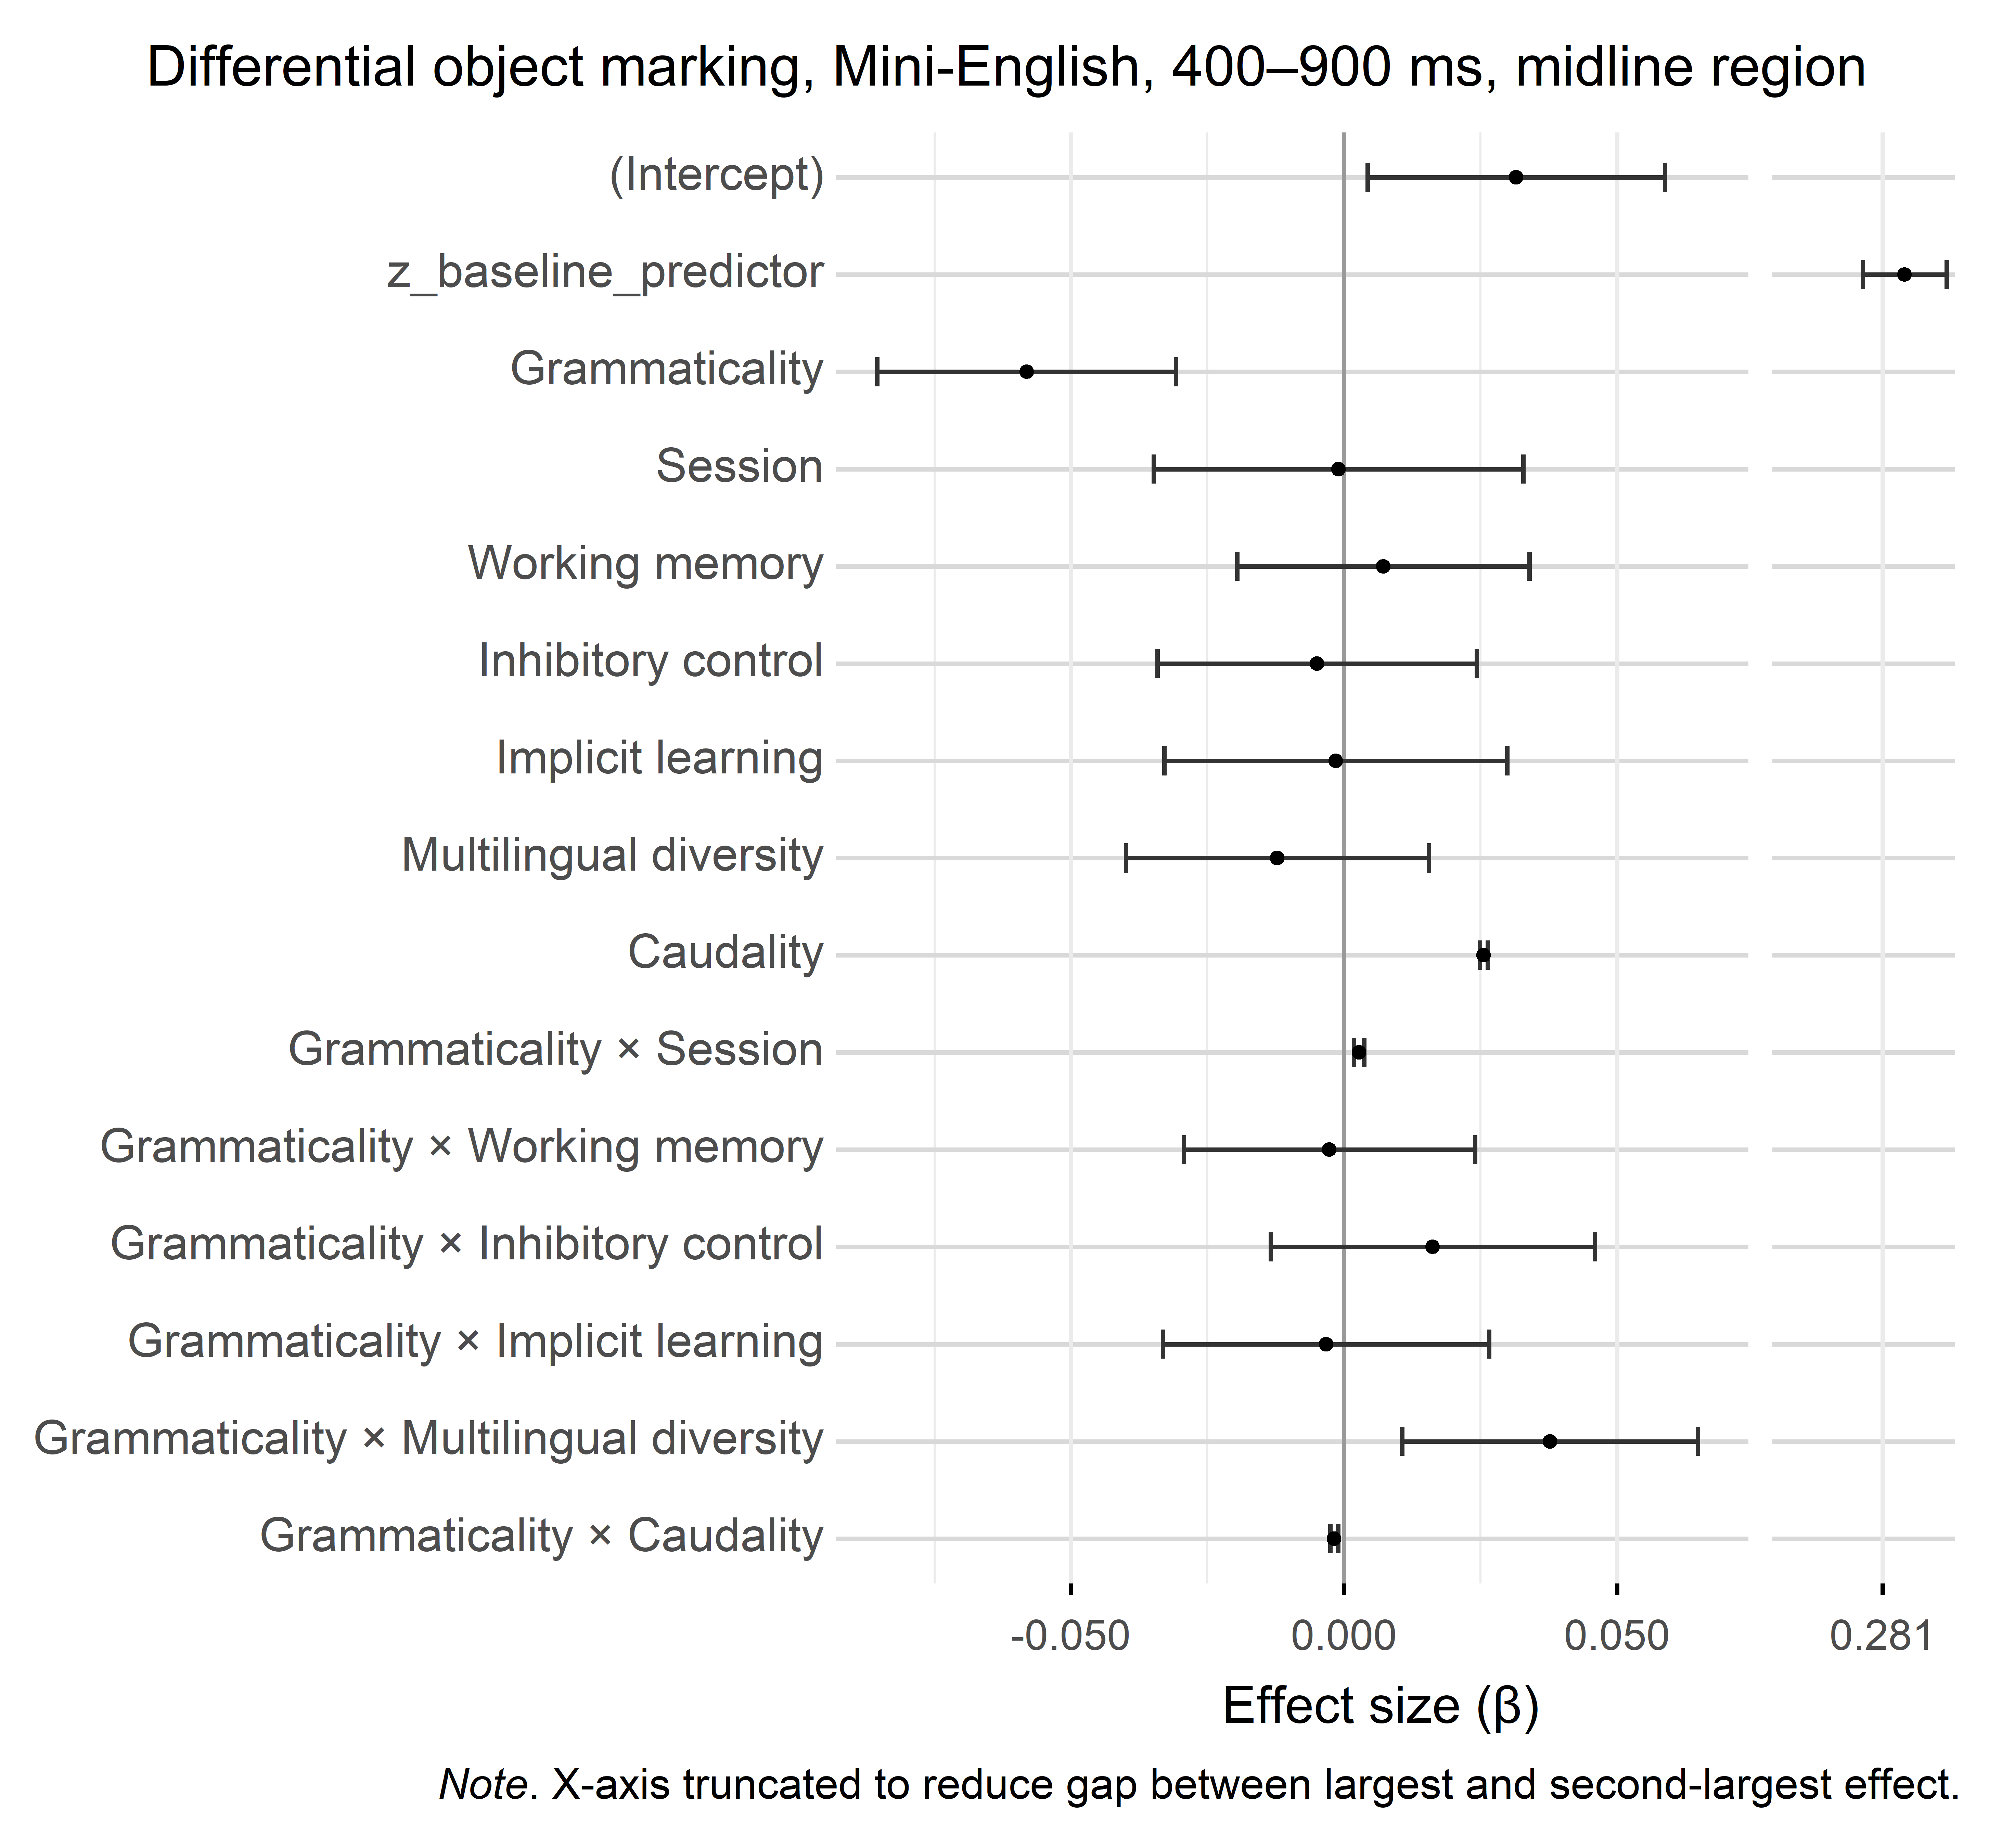 Differential object marking, Mini-English, 400–900 ms, midline region
(Intercept)
z_baseline_predictor
Grammaticality
Session
Working memory
Inhibitory control
Implicit learning
Multilingual diversity
Caudality
Grammaticality × Session
Grammaticality × Working memory
Grammaticality × Inhibitory control
Grammaticality × Implicit learning
Grammaticality × Multilingual diversity
Grammaticality × Caudality
-0.050 0.000 0.050 0.281
Effect size (β)
Note. X-axis truncated to reduce gap between largest and second-largest effect.